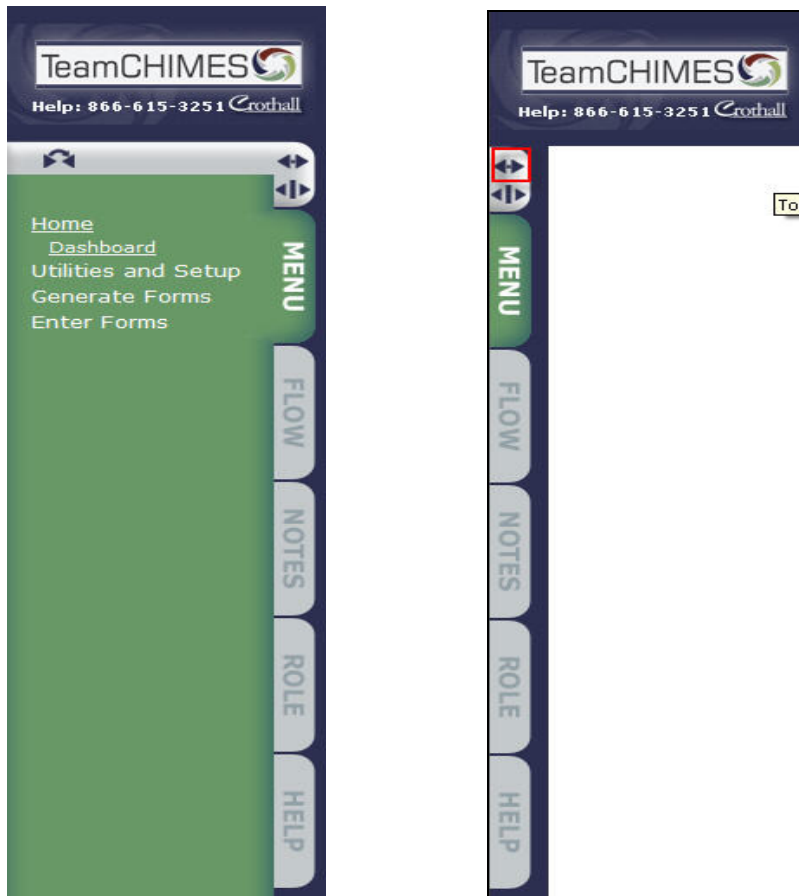 TeamCHIMES
Help: 866-615-3251 Crothall
Home
Dashboard
Utilities and Setup
Generate Forms
Enter Forms
MENU
FLOW
NOTES
ROLE
HELP
TeamCHIMES
Help: 866-615-3251 Crothall
To
MENU
FLOW
NOTES
ROLE
HELP